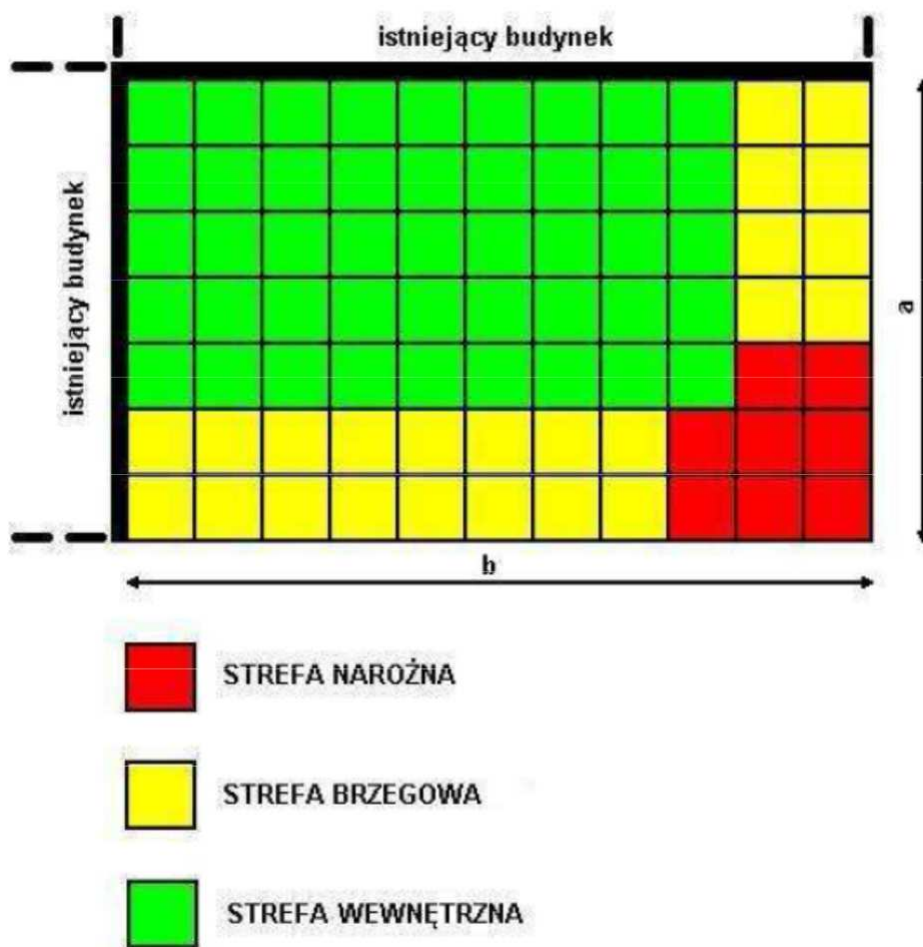 istniejący budynek
istniejący budynek
a
b
STREFA NAROŻNA
STREFA BRZEGOWA
STREFA WEWNĘTRZNA